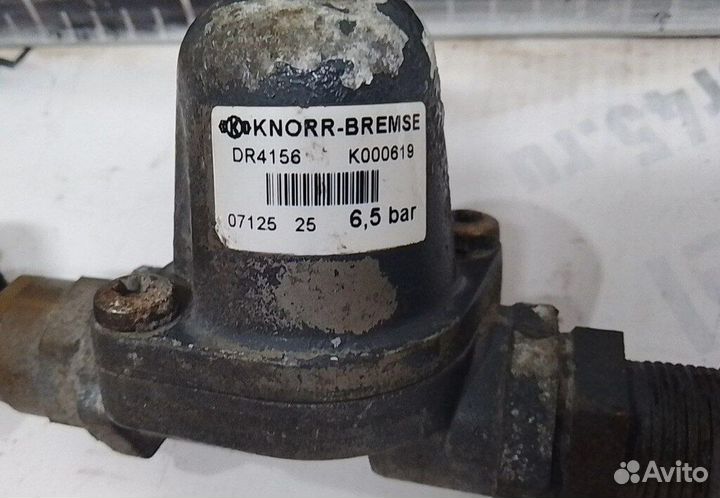 KNORR-BREMSE
DR4156 K000619
07125 25 6,5 bar
Avito